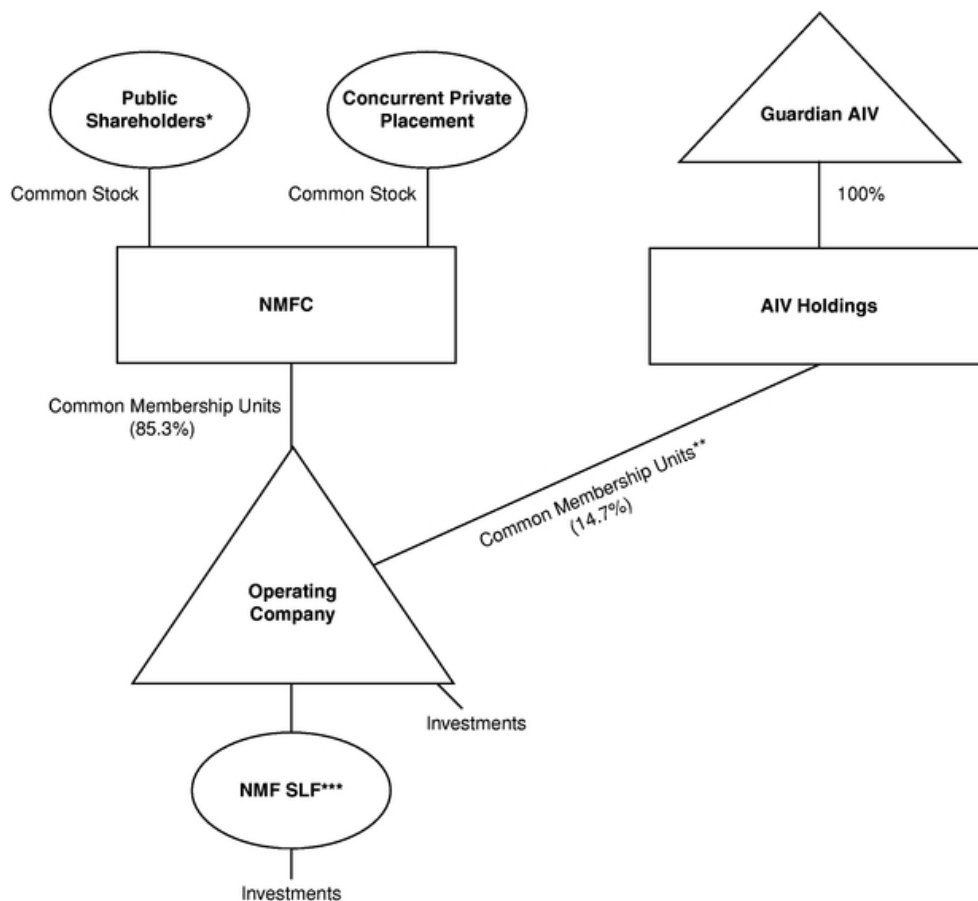 Public
Shareholders*
Concurrent Private
Placement
Guardian AIV
Common Stock
Common Stock
100%
NMFC
AIV Holdings
Common Membership Units
(85.3%)
Common Membership Units**
(14.7%)
Operating
Company
Investments
NMF SLF***
Investments